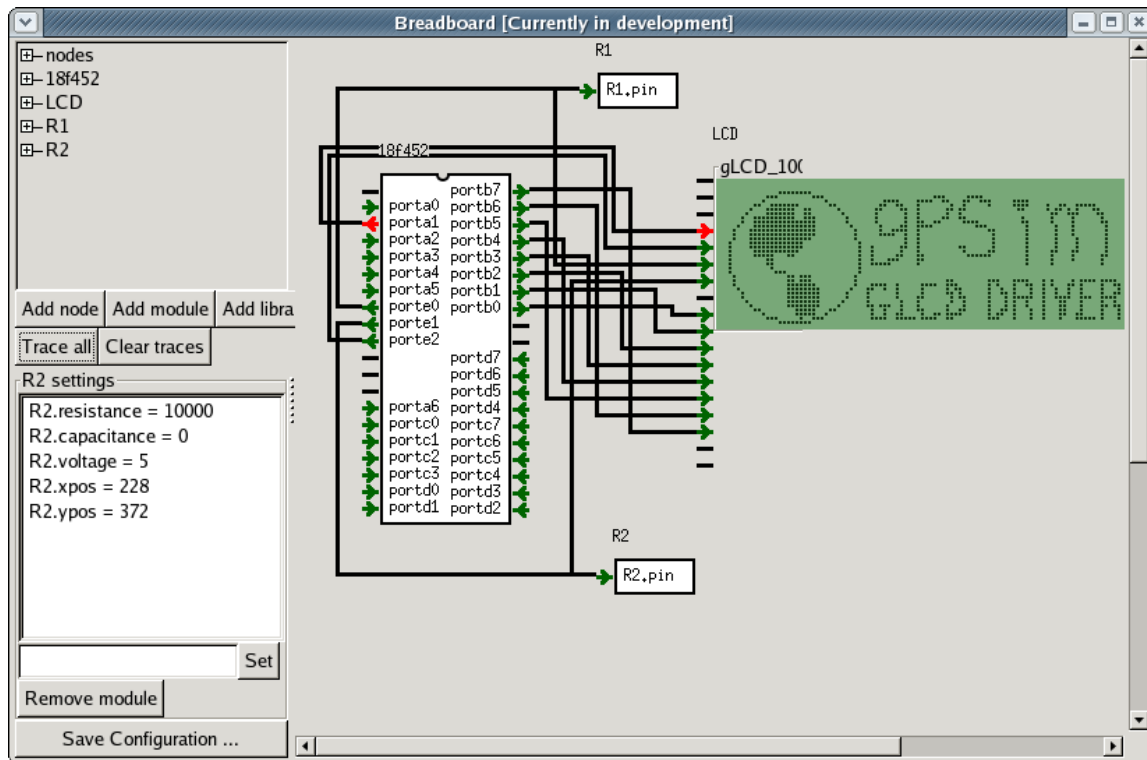 Breadboard [Currently in development]
nodes
18f452
LCD
R1
R2
Add node Add module Add libra
Trace all Clear traces
R2 settings
R2.resistance = 10000
R2.capacitance = 0
R2.voltage = 5
R2.xpos = 228
R2.ypos = 372
Set
Remove module
Save Configuration ...
R1
R1.pin
LCD
gLCD_100
gPSim
GLCD DRIVER
18f452
portb7
porta0 portb6
porta1 portb5
porta2 portb4
porta3 portb3
porta4 portb2
porta5 portb1
porte0 portb0
porte1
porte2
portd7
portd6
portd5
porta6 portd4
portc0 portc7
portc1 portc6
portc2 portc5
portc3 portc4
portd0 portd3
portd1 portd2
R2
R2.pin